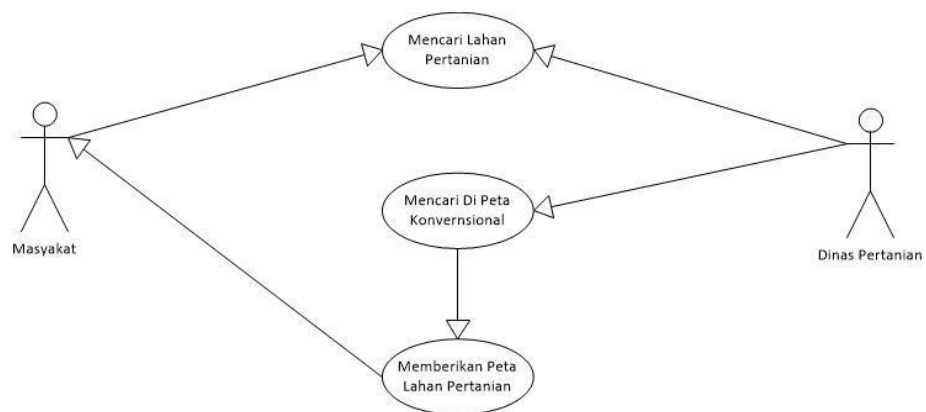 Mencari Lahan
Pertanian
Mencari Di Peta
Konvernsional
Masyakat
Dinas Pertanian
Memberikan Peta
Lahan Pertanian